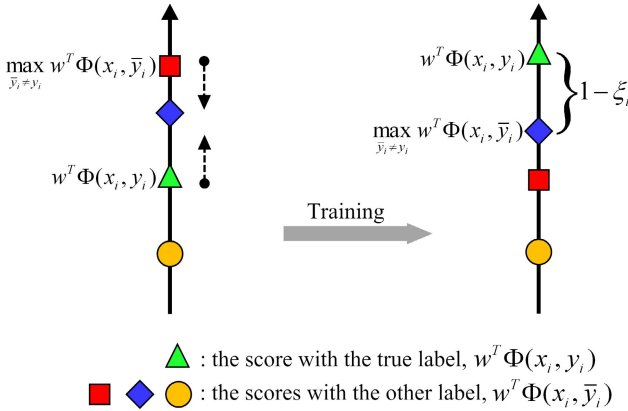 max w^T Φ(x_i, ȳ_i)
ȳ_i≠y_i
w^T Φ(x_i, y_i)
Training
w^T Φ(x_i, y_i)
1−ξ_i
max w^T Φ(x_i, ȳ_i)
ȳ_i≠y_i
: the score with the true label, w^T Φ(x_i, y_i)
: the scores with the other label, w^T Φ(x_i, ȳ_i)